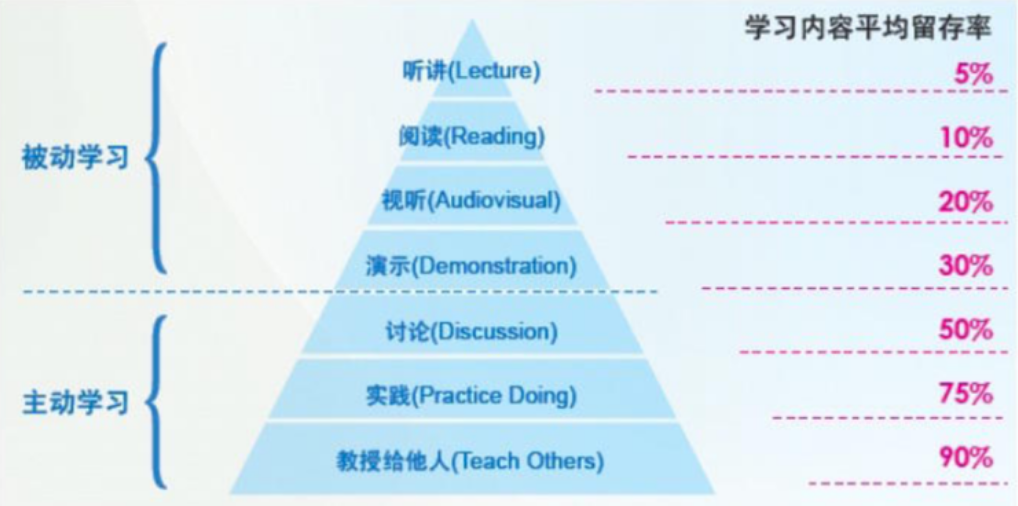 学习内容平均留存率
听讲(Lecture) 5%
阅读(Reading) 10%
被动学习
视听(Audiovisual) 20%
演示(Demonstration) 30%
讨论(Discussion) 50%
主动学习
实践(Practice Doing) 75%
教授给他人(Teach Others) 90%